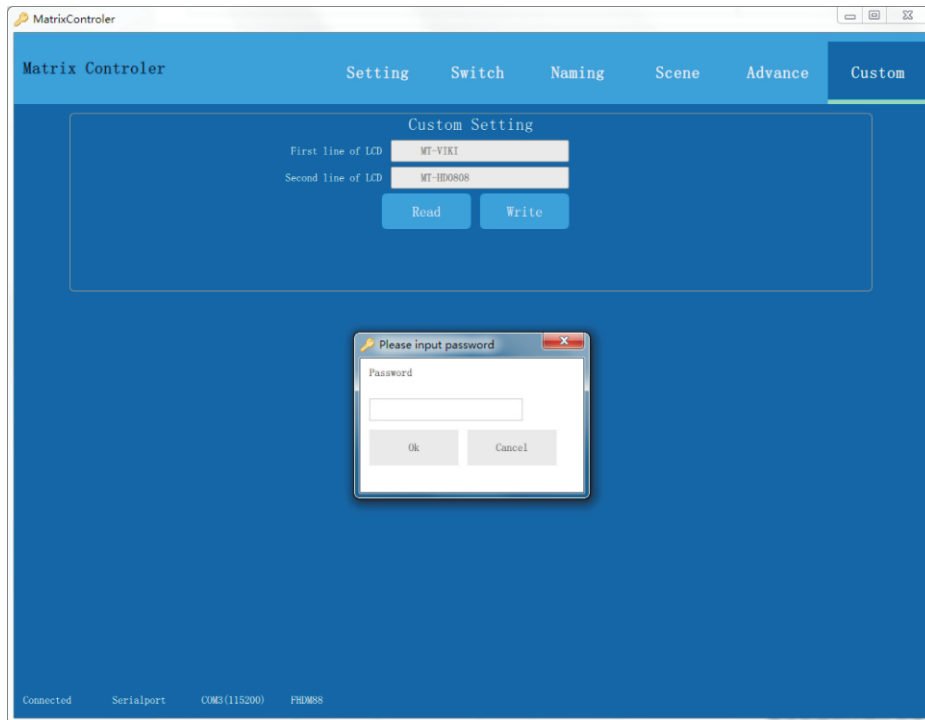 MatrixControler
Matrix Controler Setting Switch Naming Scene Advance Custom
Custom Setting
First line of LCD MT-VIKI
Second line of LCD MT-HD0808
Read Write
Please input password
Password
Ok Cancel
Connected Serialport COM3(115200) FHDM88